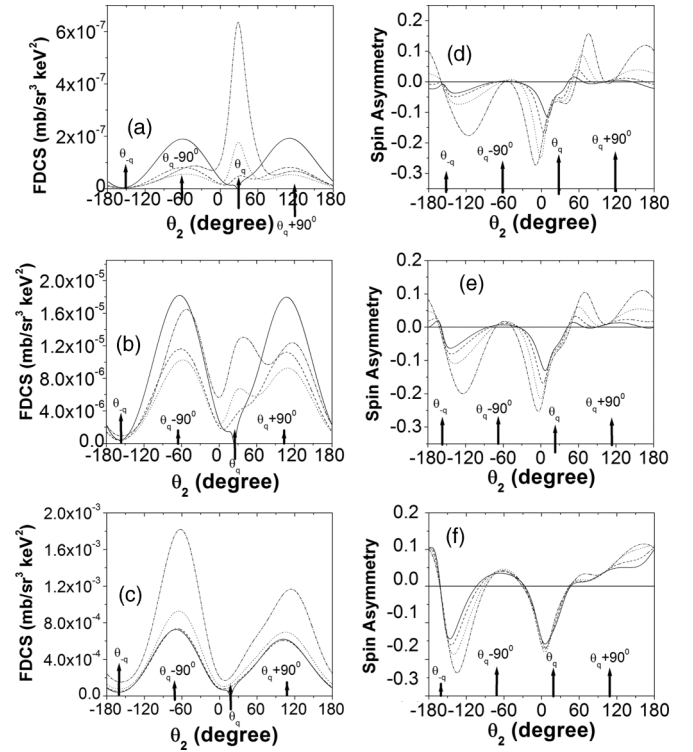 FDCS (mb/sr³ keV²)
6x10⁻⁷
4x10⁻⁷
2x10⁻⁷
0
(a)
θ-q
θq-90⁰
θq
θq+90⁰
-180 -120 -60 0 60 120 180
θ₂ (degree)
Spin Asymmetry
0.2
0.1
0.0
-0.1
-0.2
-0.3
(d)
θ-q
θq-90⁰
θq
θq+90⁰
-180 -120 -60 0 60 120 180
θ₂ (degree)
FDCS (mb/sr³ keV²)
2.0x10⁻⁵
1.6x10⁻⁵
1.2x10⁻⁵
8.0x10⁻⁶
4.0x10⁻⁶
0.0
(b)
θ-q
θq-90⁰
θq
θq+90⁰
-180 -120 -60 0 60 120 180
θ₂ (degree)
Spin Asymmetry
0.2
0.1
0.0
-0.1
-0.2
-0.3
(e)
θ-q
θq-90⁰
θq
θq+90⁰
-180 -120 -60 0 60 120 180
θ₂ (degree)
FDCS (mb/sr³ keV²)
2.0x10⁻³
1.6x10⁻³
1.2x10⁻³
8.0x10⁻⁴
4.0x10⁻⁴
0.0
(c)
θ-q
θq-90⁰
θq
θq+90⁰
-180 -120 -60 0 60 120 180
θ₂ (degree)
Spin Asymmetry
0.2
0.1
0.0
-0.1
-0.2
-0.3
(f)
θ-q
θq-90⁰
θq
θq+90⁰
-180 -120 -60 0 60 120 180
θ₂ (degree)